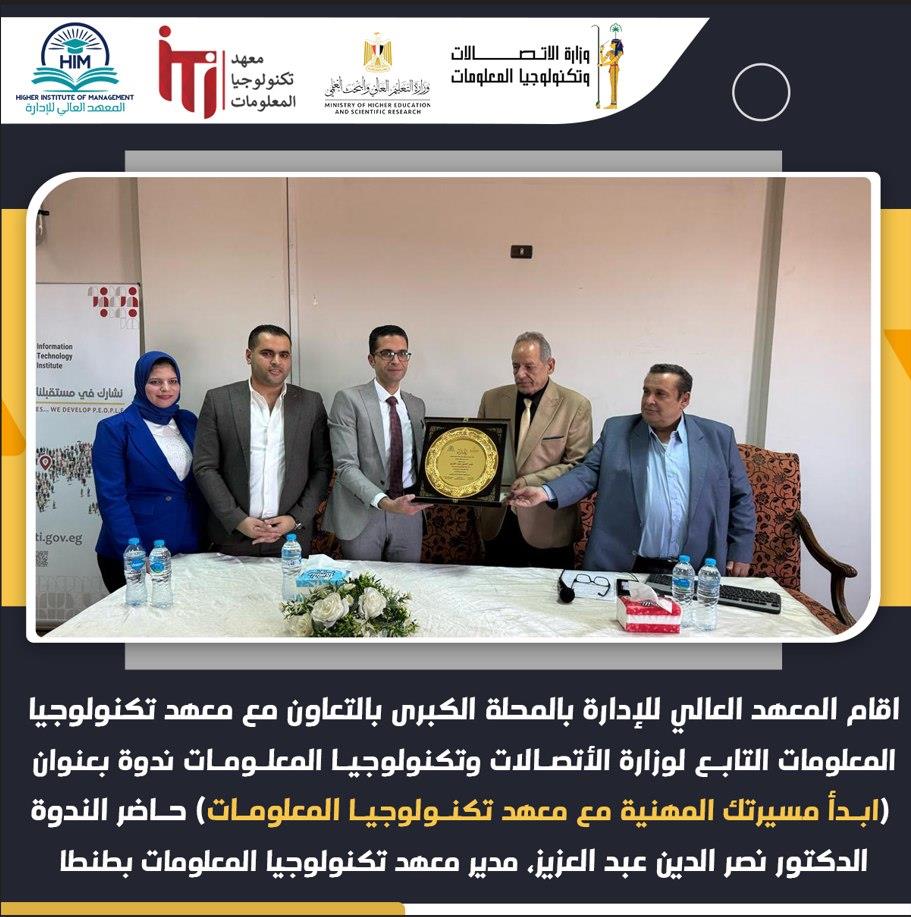 وزارة الاتصالات
وتكنولوجيا المعلومات
وزارة التعليم العالي والبحث العلمي
MINISTRY OF HIGHER EDUCATION
AND SCIENTIFIC RESEARCH
معهد
تكنولوجيا
المعلومات
iTi
HIM
HIGHER INSTITUTE OF MANAGEMENT
المعهد العالي للإدارة
Information
Technology
Institute
نشارك في مستقبلنا
ES... WE DEVELOP P.E.O.P.L.E
ti.gov.eg
اقام المعهد العالي للإدارة بالمحلة الكبرى بالتعاون مع معهد تكنولوجيا
المعلومات التابع لوزارة الأتصالات وتكنولوجيا المعلومات ندوة بعنوان
(ابدأ مسيرتك المهنية مع معهد تكنولوجيا المعلومات) حاضر الندوة
الدكتور نصر الدين عبد العزيز، مدير معهد تكنولوجيا المعلومات بطنطا